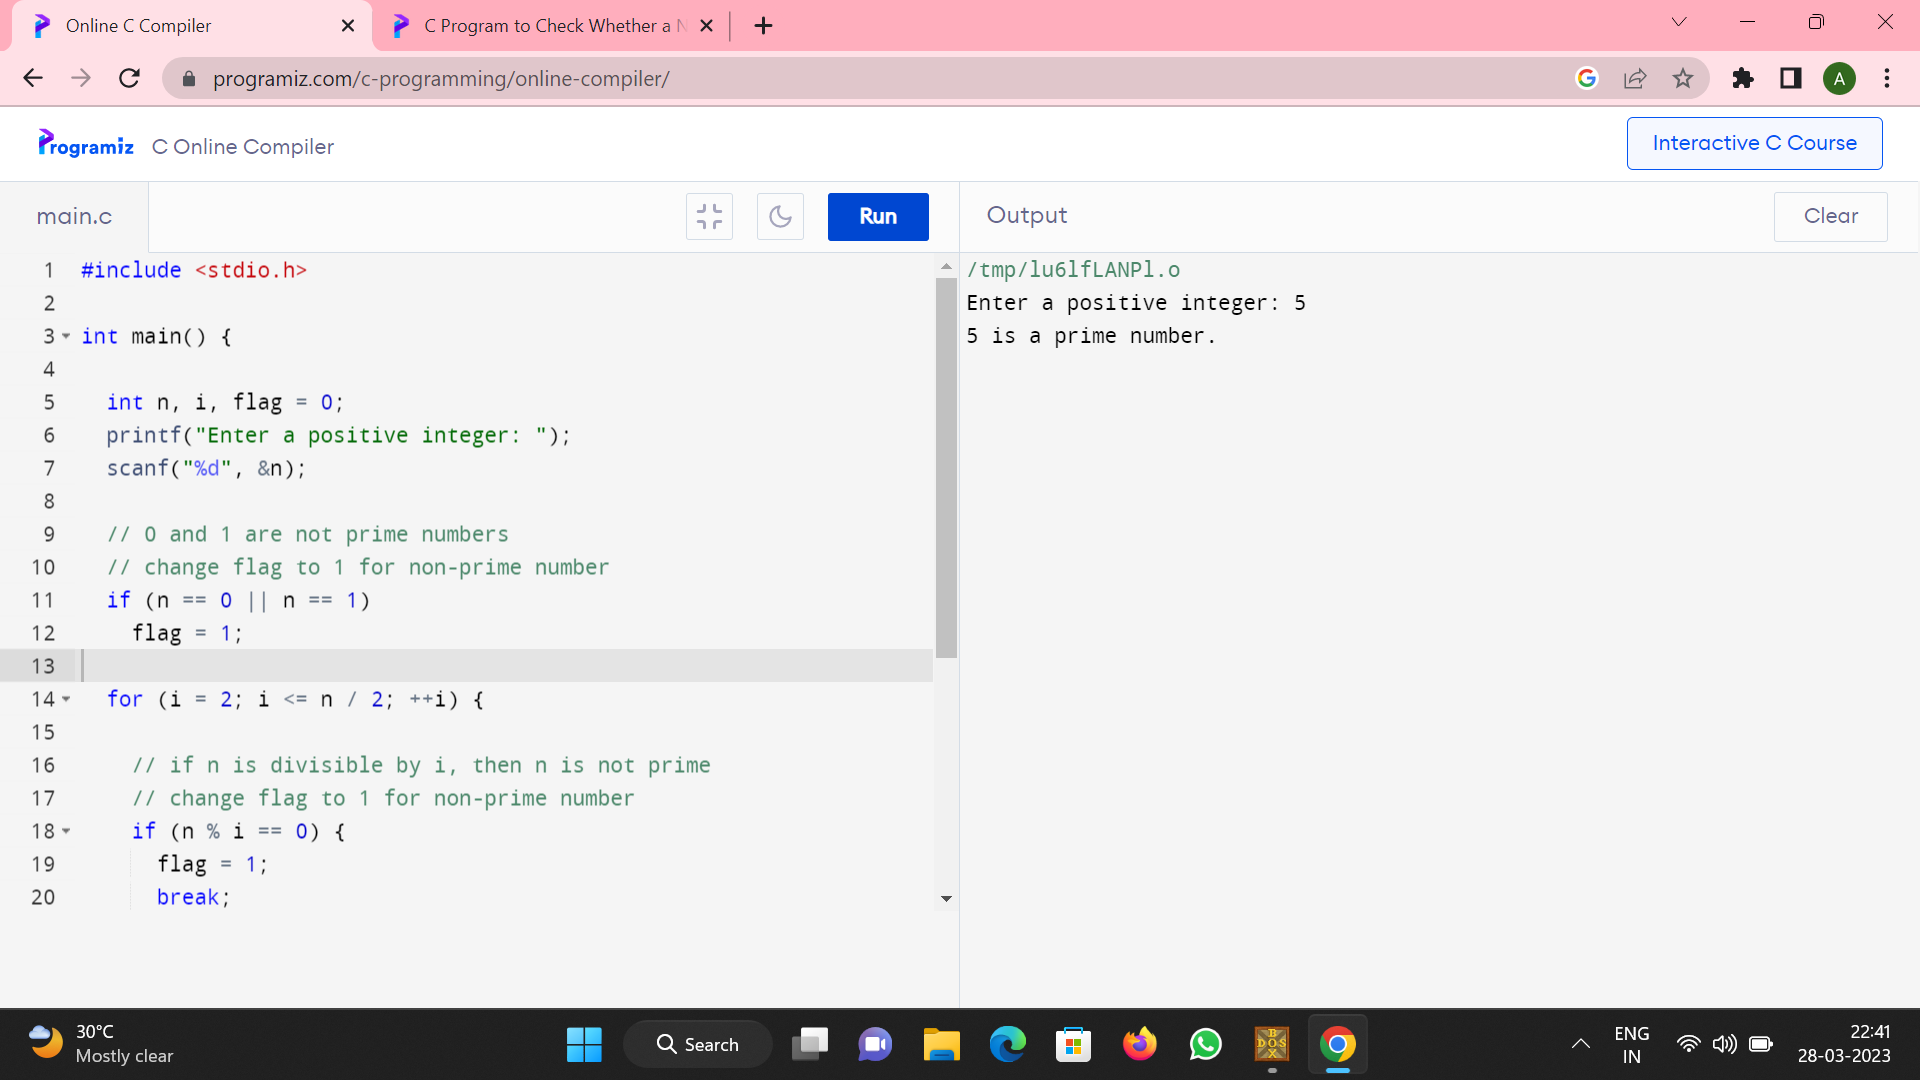 Online C Compiler
C Program to Check Whether a N
programiz.com/c-programming/online-compiler/
A
Programiz
C Online Compiler
Interactive C Course
main.c
Run
Output
Clear
1 #include <stdio.h>
2
3 int main() {
4
5 int n, i, flag = 0;
6 printf("Enter a positive integer: ");
7 scanf("%d", &n);
8
9 // 0 and 1 are not prime numbers
10 // change flag to 1 for non-prime number
11 if (n == 0 || n == 1)
12 flag = 1;
13
14 for (i = 2; i <= n / 2; ++i) {
15
16 // if n is divisible by i, then n is not prime
17 // change flag to 1 for non-prime number
18 if (n % i == 0) {
19 flag = 1;
20 break;
/tmp/lu6lfLANPl.o
Enter a positive integer: 5
5 is a prime number.
30°C
Mostly clear
Search
BOX
DOS
ENG
IN
22:41
28-03-2023